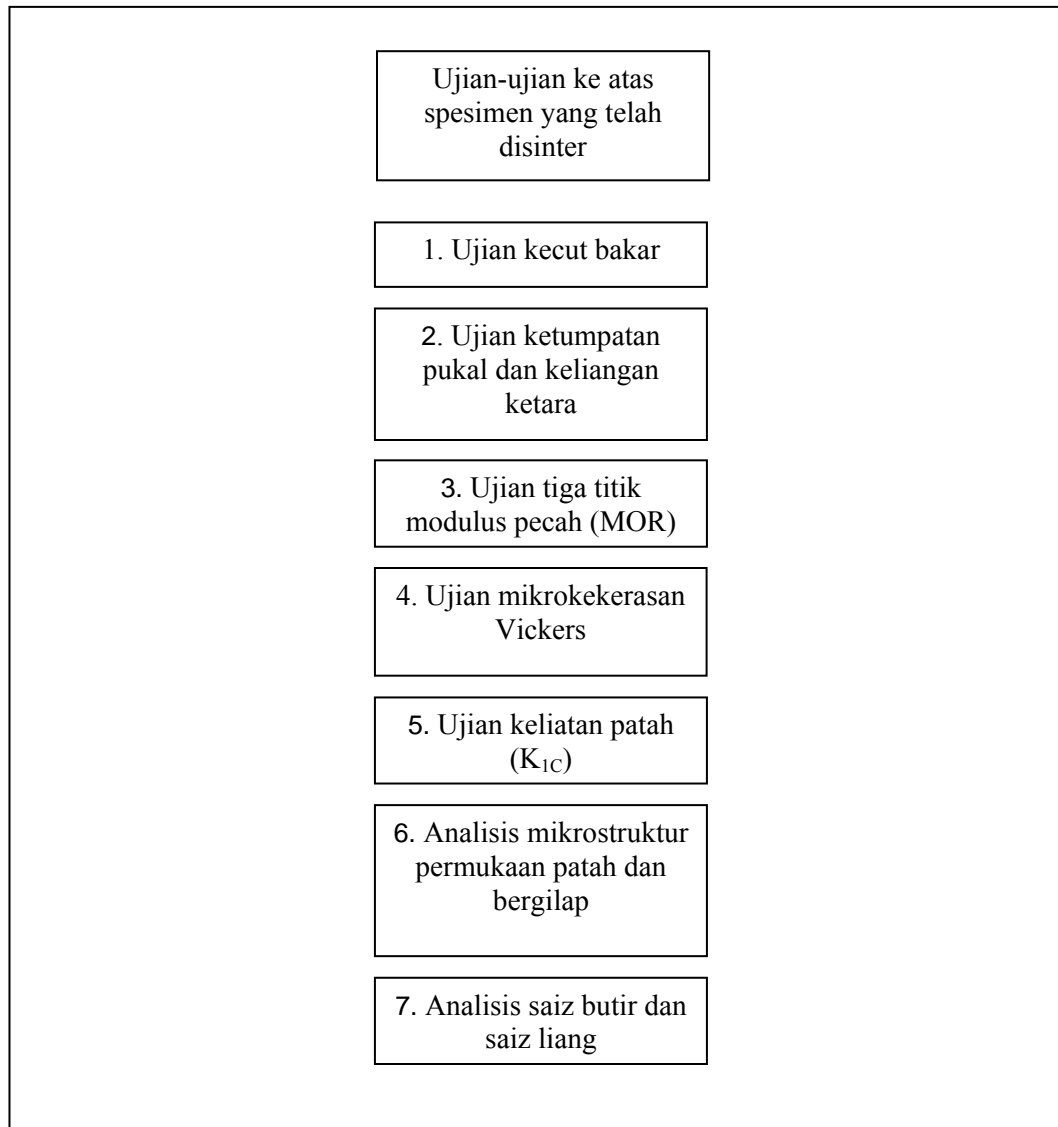 Ujian-ujian ke atas
spesimen yang telah
disinter
1. Ujian kecut bakar
2. Ujian ketumpatan
pukal dan keliangan
ketara
3. Ujian tiga titik
modulus pecah (MOR)
4. Ujian mikrokekerasan
Vickers
5. Ujian keliatan patah
(K1C)
6. Analisis mikrostruktur
permukaan patah dan
bergilap
7. Analisis saiz butir dan
saiz liang